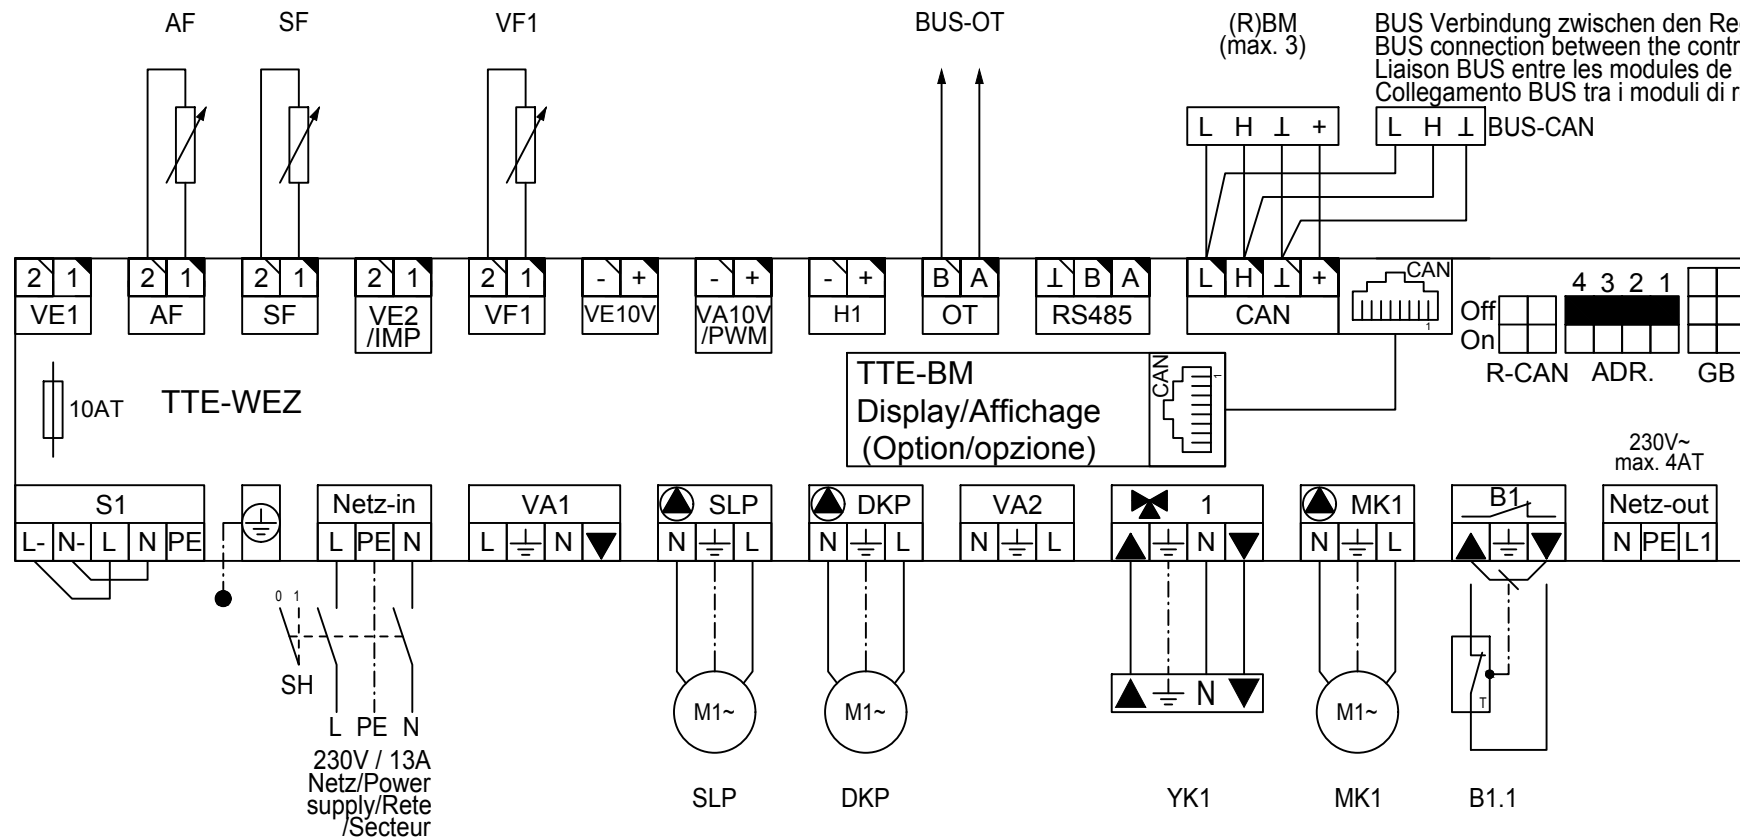 AF SF VF1 BUS-OT (R)BM
(max. 3)
BUS Verbindung zwischen den Re
BUS connection between the contr
Liaison BUS entre les modules de
Collegamento BUS tra i moduli di r
L H ⊥ + L H ⊥ BUS-CAN
2 1 2 1 2 1 2 1 2 1 - + - + - + B A ⊥ B A L H ⊥ + CAN 4 3 2 1
VE1 AF SF VE2 VF1 VE10V VA10V H1 OT RS485 CAN 1 Off
/IMP /PWM On
R-CAN ADR. GB
10AT TTE-WEZ
TTE-BM CAN 1
Display/Affichage
(Option/opzione)
230V~
max. 4AT
S1 Netz-in VA1 SLP DKP VA2 1 MK1 B1 Netz-out
L- N- L N PE L PE N L ⏚ N ▼ N ⏚ L N ⏚ L N ⏚ L ▲ ⏚ N ▼ N ⏚ L ▲ ⏚ ▼ N PE L1
0 1
SH
T
M1~ M1~ ▲ ⏚ N ▼ M1~
L PE N
230V / 13A
Netz/Power
supply/Rete
/Secteur
SLP DKP YK1 MK1 B1.1